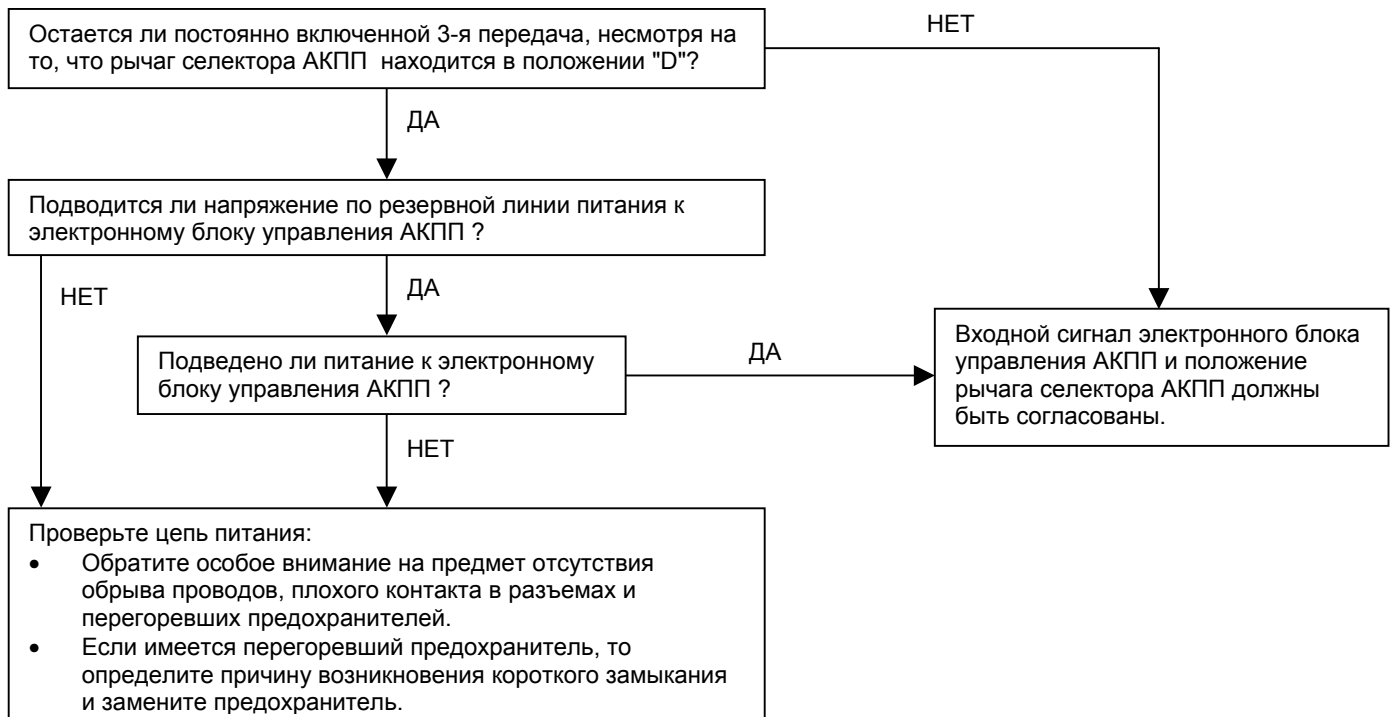 Остается ли постоянно включенной 3-я передача, несмотря на
то, что рычаг селектора АКПП находится в положении "D"?
НЕТ
ДА
Подводится ли напряжение по резервной линии питания к
электронному блоку управления АКПП ?
НЕТ
ДА
Подведено ли питание к электронному
блоку управления АКПП ?
ДА
Входной сигнал электронного блока
управления АКПП и положение
рычага селектора АКПП должны
быть согласованы.
НЕТ
Проверьте цепь питания:
• Обратите особое внимание на предмет отсутствия
обрыва проводов, плохого контакта в разъемах и
перегоревших предохранителей.
• Если имеется перегоревший предохранитель, то
определите причину возникновения короткого замыкания
и замените предохранитель.